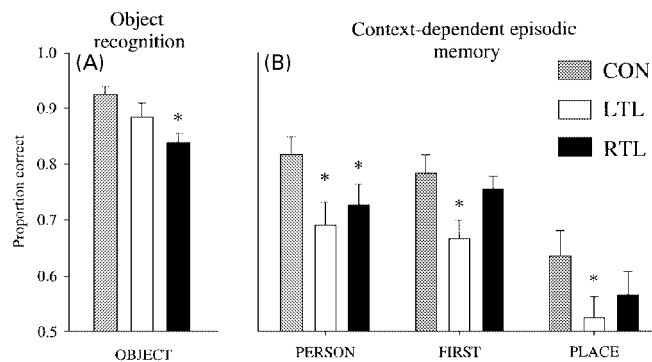 Object
recognition
Context-dependent episodic
memory
(A)
(B)
CON
LTL
RTL
Proportion correct
1.0
0.9
0.8
0.7
0.6
0.5
*
* *
*
*
OBJECT
PERSON
FIRST
PLACE